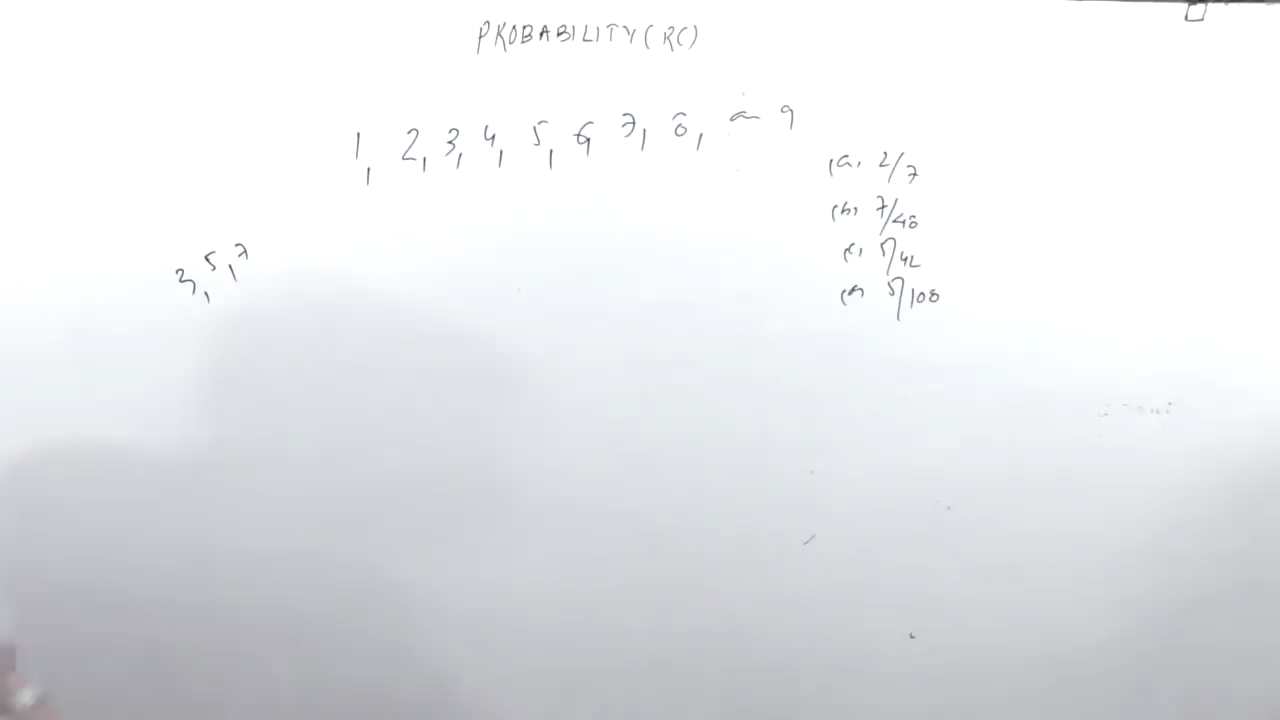 PROBABILITY(RC)
1, 2, 3, 4, 5, 6, 7, 8, 9
(a, 2/7
(b, 7/48
(c, 5/42
5/108
3, 5, 7